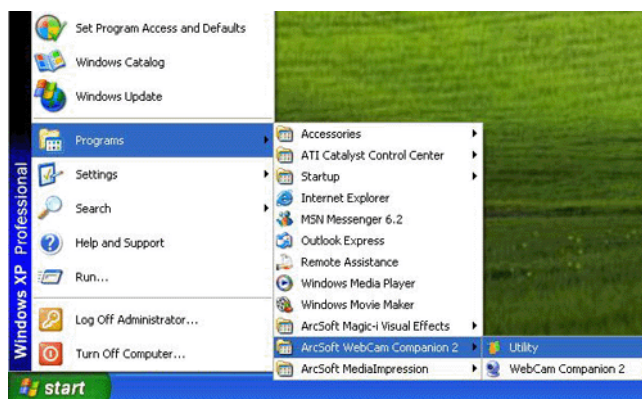 Set Program Access and Defaults
Windows Catalog
Windows Update
Programs
Settings
Search
Help and Support
Run...
Log Off Administrator...
Turn Off Computer...
Windows XP Professional
start
Accessories
ATI Catalyst Control Center
Startup
Internet Explorer
MSN Messenger 6.2
Outlook Express
Remote Assistance
Windows Media Player
Windows Movie Maker
ArcSoft Magic-i Visual Effects
ArcSoft WebCam Companion 2
ArcSoft MediaImpression
Utility
WebCam Companion 2